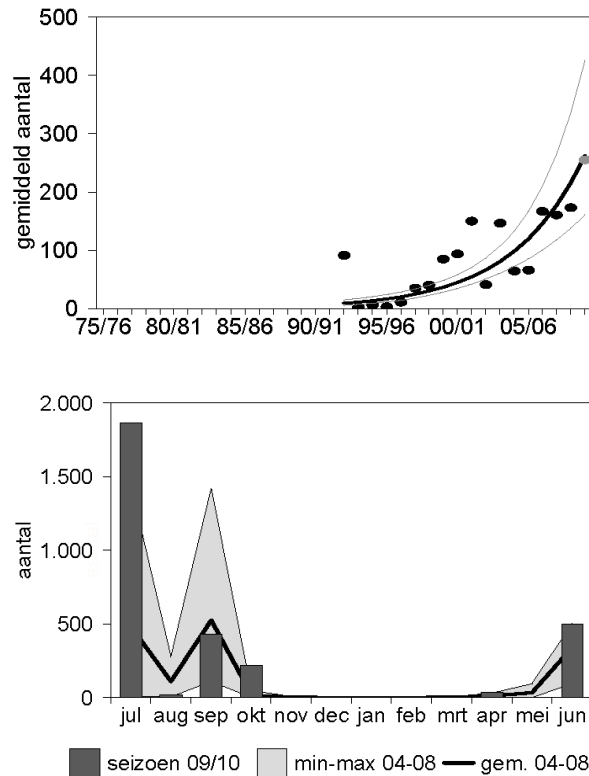 500
400
300
200
100
0
gemiddeld aantal
75/76 80/81 85/86 90/91 95/96 00/01 05/06
2.000
1.500
1.000
500
0
aantal
jul aug sep okt nov dec jan feb mrt apr mei jun
seizoen 09/10 min-max 04-08 gem. 04-08